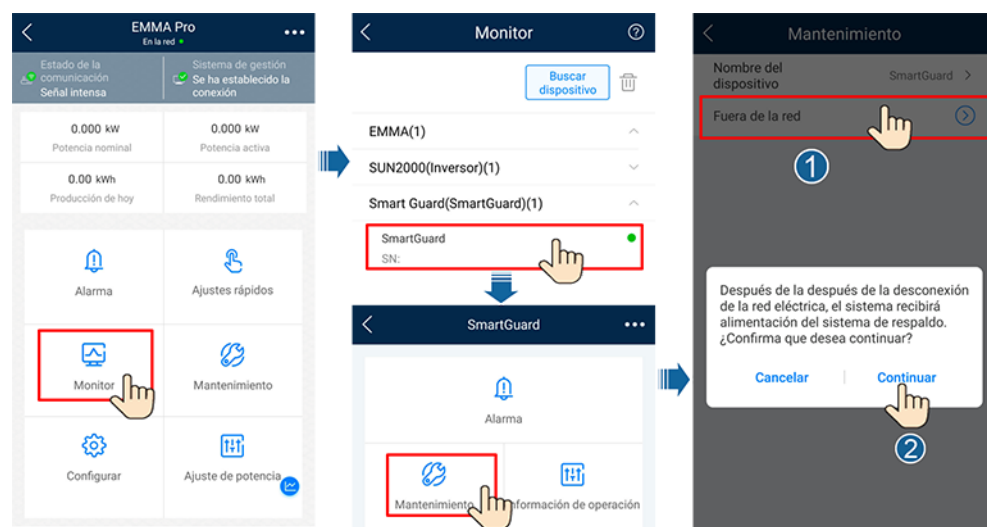 EMMA Pro
En la red
Estado de la
comunicación
Señal intensa
Sistema de gestión
Se ha establecido la
conexión
0.000 kW
Potencia nominal
0.000 kW
Potencia activa
0.00 kWh
Producción de hoy
0.00 kWh
Rendimiento total
Alarma
Ajustes rápidos
Monitor
Mantenimiento
Configurar
Ajuste de potencia
Monitor
Buscar
dispositivo
EMMA(1)
SUN2000(Inversor)(1)
Smart Guard(SmartGuard)(1)
SmartGuard
SN:
SmartGuard
Alarma
Mantenimiento
nformación de operación
Mantenimiento
Nombre del
dispositivo
SmartGuard
Fuera de la red
1
Después de la después de la desconexión
de la red eléctrica, el sistema recibirá
alimentación del sistema de respaldo.
¿Confirma que desea continuar?
Cancelar
Continuar
2